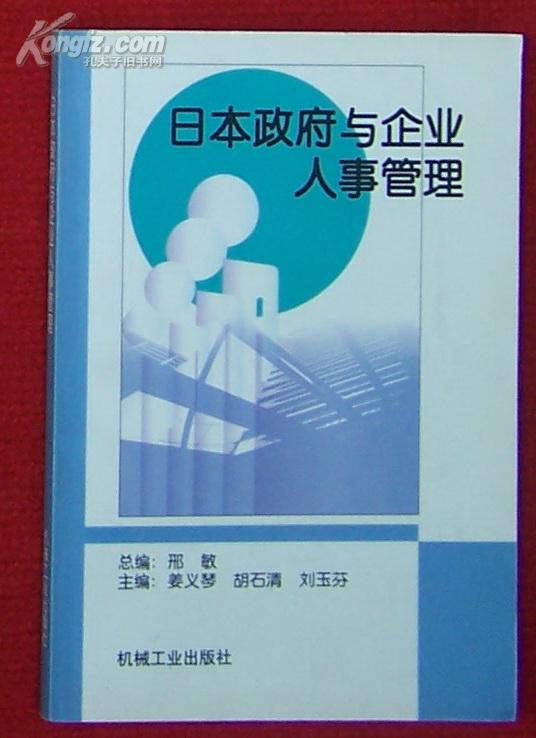 Kongfz.com
孔夫子旧书网
日本政府与企业
人事管理
总编: 邢 敏
主编: 姜义琴 胡石清 刘玉芬
机械工业出版社